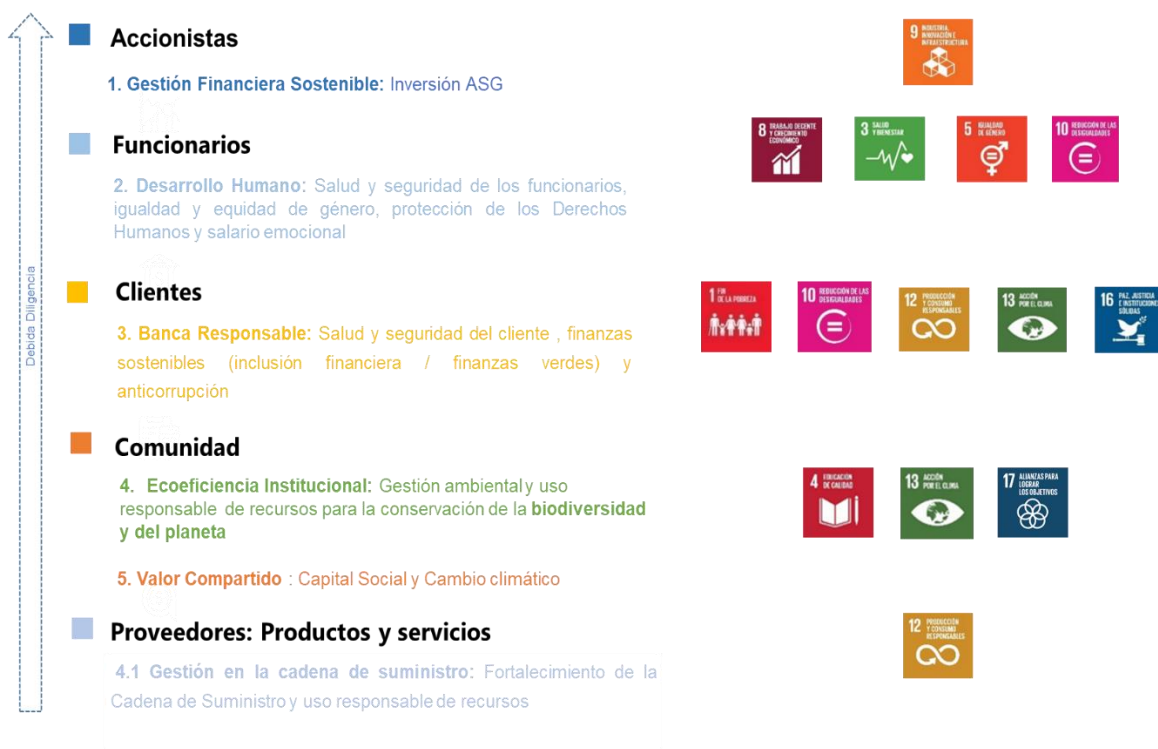 Debida Diligencia
Accionistas
1. Gestión Financiera Sostenible: Inversión ASG
9 INDUSTRIA,
INNOVACIÓN E
INFRAESTRUCTURA
Funcionarios
2. Desarrollo Humano: Salud y seguridad de los funcionarios,
igualdad y equidad de género, protección de los Derechos
Humanos y salario emocional
8 TRABAJO DECENTE
Y CRECIMIENTO
ECONÓMICO
3 SALUD
Y BIENESTAR
5 IGUALDAD
DE GÉNERO
10 REDUCCIÓN DE LAS
DESIGUALDADES
Clientes
3. Banca Responsable: Salud y seguridad del cliente , finanzas
sostenibles (inclusión financiera / finanzas verdes) y
anticorrupción
1 FIN
DE LA POBREZA
10 REDUCCIÓN DE LAS
DESIGUALDADES
12 PRODUCCIÓN
Y CONSUMO
RESPONSABLES
13 ACCIÓN
POR EL CLIMA
16 PAZ, JUSTICIA
E INSTITUCIONES
SÓLIDAS
Comunidad
4. Ecoeficiencia Institucional: Gestión ambiental y uso
responsable de recursos para la conservación de la biodiversidad
y del planeta
5. Valor Compartido : Capital Social y Cambio climático
4 EDUCACIÓN
DE CALIDAD
13 ACCIÓN
POR EL CLIMA
17 ALIANZAS PARA
LOGRAR
LOS OBJETIVOS
Proveedores: Productos y servicios
4.1 Gestión en la cadena de suministro: Fortalecimiento de la
Cadena de Suministro y uso responsable de recursos
12 PRODUCCIÓN
Y CONSUMO
RESPONSABLES